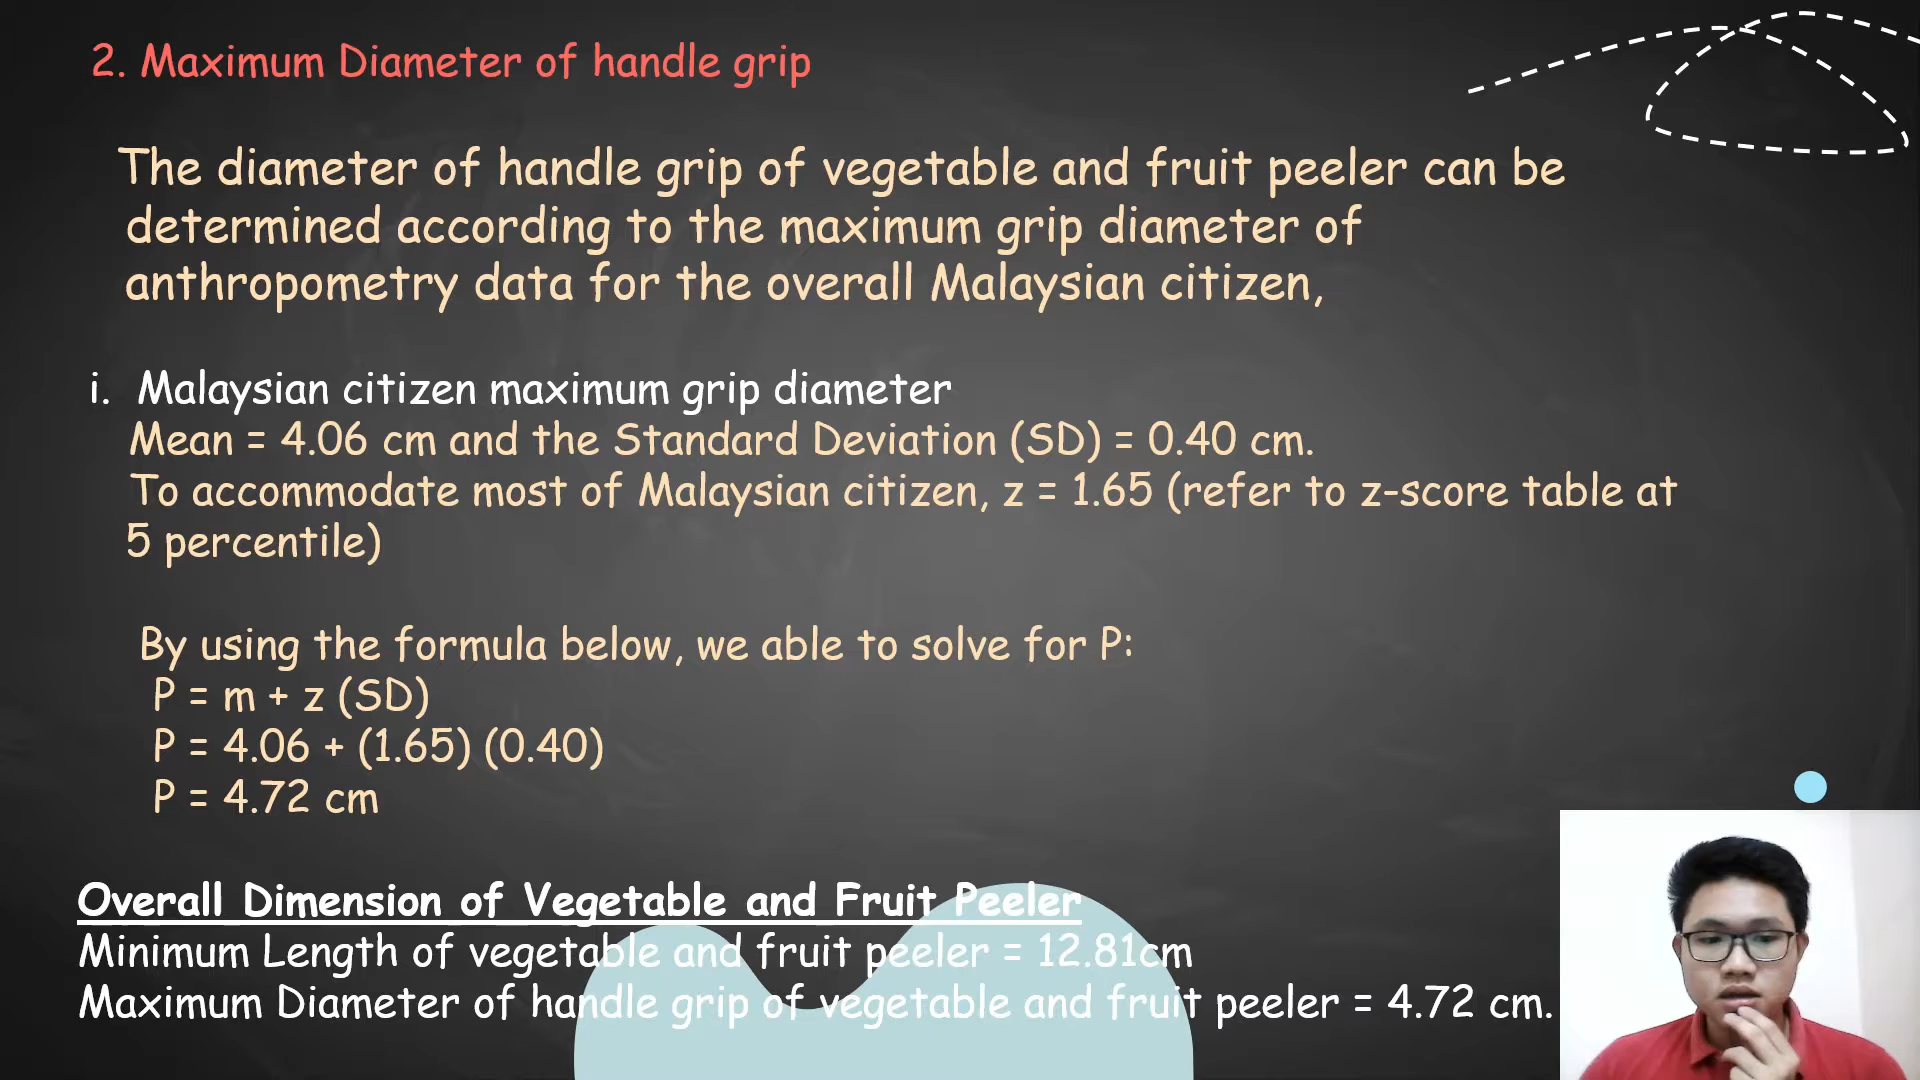 2. Maximum Diameter of handle grip
The diameter of handle grip of vegetable and fruit peeler can be
determined according to the maximum grip diameter of
anthropometry data for the overall Malaysian citizen,
i. Malaysian citizen maximum grip diameter
Mean = 4.06 cm and the Standard Deviation (SD) = 0.40 cm.
To accommodate most of Malaysian citizen, z = 1.65 (refer to z-score table at
5 percentile)
By using the formula below, we able to solve for P:
P = m + z (SD)
P = 4.06 + (1.65) (0.40)
P = 4.72 cm
Overall Dimension of Vegetable and Fruit Peeler
Minimum Length of vegetable and fruit peeler = 12.81cm
Maximum Diameter of handle grip of vegetable and fruit peeler = 4.72 cm.